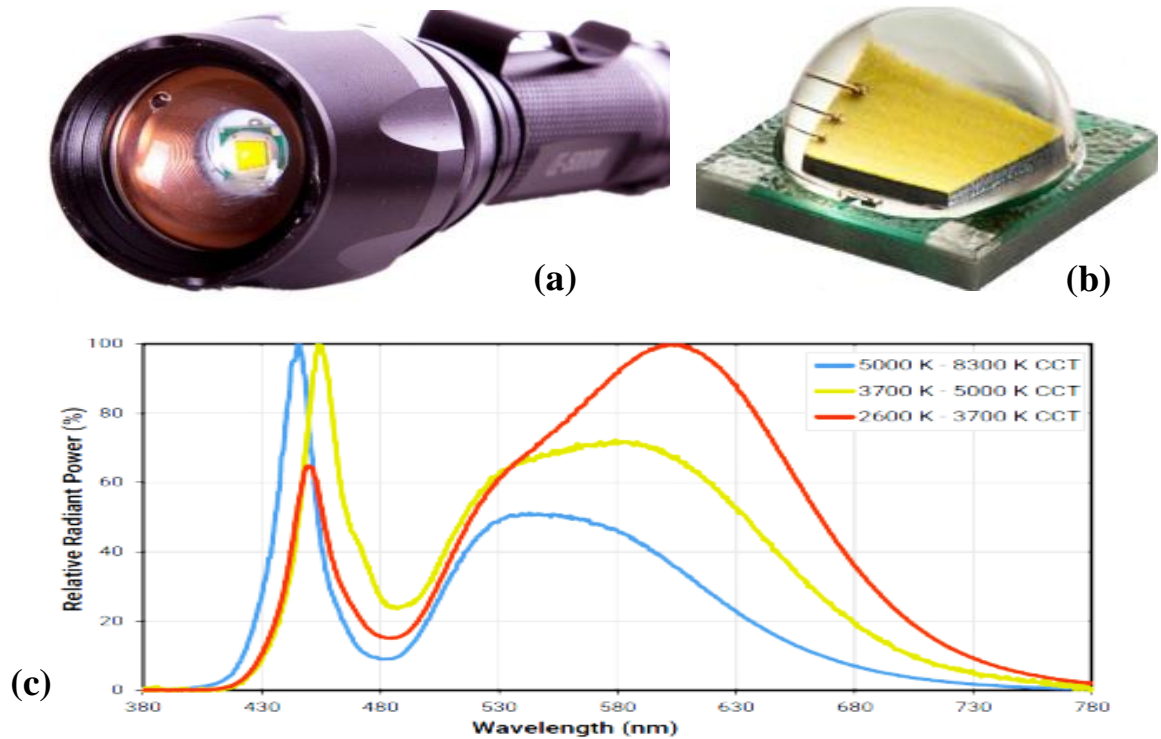 (a)
(b)
100
80
60
40
20
0
Relative Radiant Power (%)
5000 K - 8300 K CCT
3700 K - 5000 K CCT
2600 K - 3700 K CCT
(c)
380 430 480 530 580 630 680 730 780
Wavelength (nm)